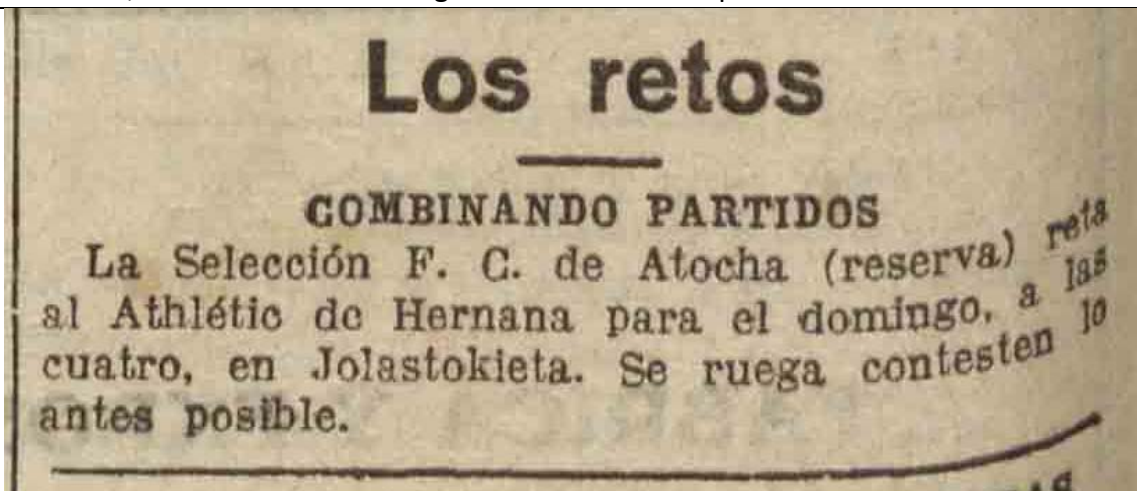 Los retos
COMBINANDO PARTIDOS
La Selección F. C. de Atocha (reserva) reta
al Athlétic de Hernana para el domingo, a las
cuatro, en Jolastokieta. Se ruega contesten lo
antes posible.